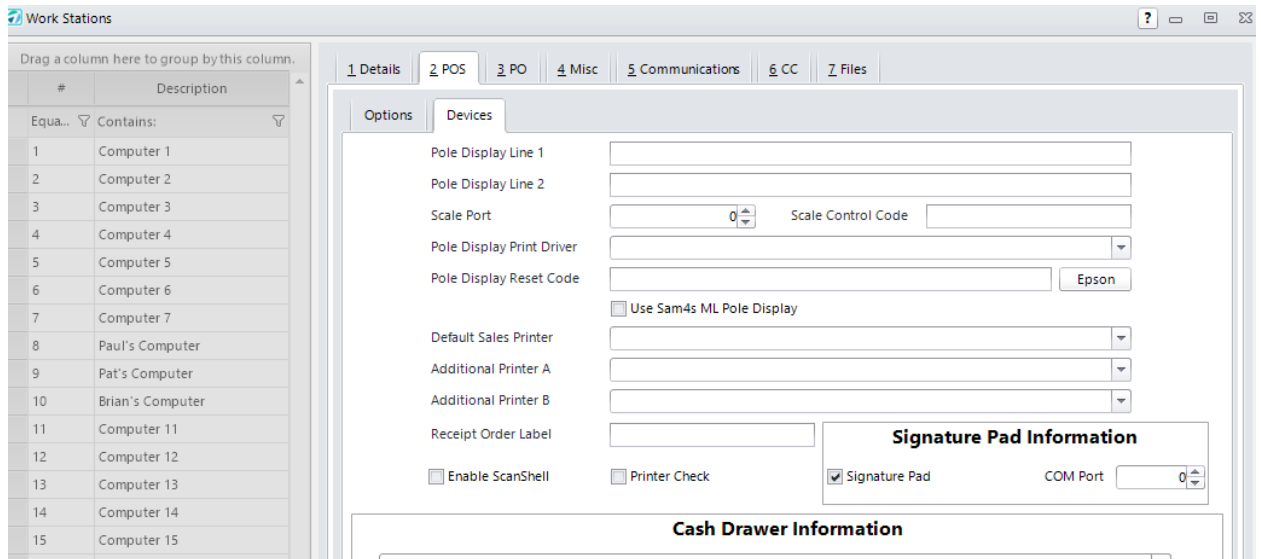 Work Stations ?
Drag a column here to group by this column.
# Description
Equa... Contains:
1 Computer 1
2 Computer 2
3 Computer 3
4 Computer 4
5 Computer 5
6 Computer 6
7 Computer 7
8 Paul's Computer
9 Pat's Computer
10 Brian's Computer
11 Computer 11
12 Computer 12
13 Computer 13
14 Computer 14
15 Computer 15
1 Details 2 POS 3 PO 4 Misc 5 Communications 6 CC 7 Files
Options Devices
Pole Display Line 1
Pole Display Line 2
Scale Port 0 Scale Control Code
Pole Display Print Driver
Pole Display Reset Code Epson
Use Sam4s ML Pole Display
Default Sales Printer
Additional Printer A
Additional Printer B
Receipt Order Label
Enable ScanShell Printer Check
Signature Pad Information
Signature Pad COM Port 0
Cash Drawer Information